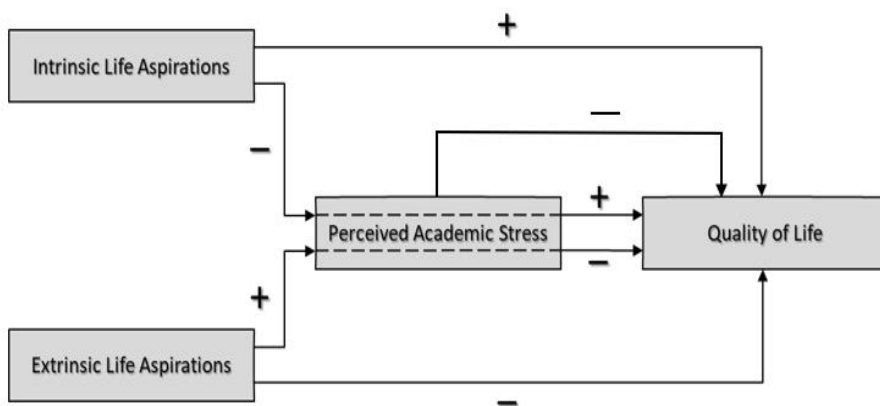 +
Intrinsic Life Aspirations
—
–
+
Perceived Academic Stress
Quality of Life
–
+
Extrinsic Life Aspirations
–